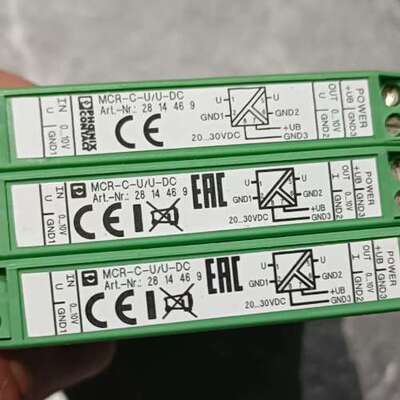 U
GND1
IN
0...10V
PHOENIX
CONTACT
MCR-C-U/U-DC
Art.-Nr.: 28 14 46 9
CE
U
GND1
U
GND2
20...30VDC
+UB
GND3
U
GND2
OUT
0...10V
+UB
GND3
POWER
U
GND1
IN
0...10V
MCR-C-U/U-DC
Art.-Nr.: 28 14 46 9
CE
EAC
U
GND1
U
GND2
20...30VDC
+UB
GND3
I
GND2
OUT
0...10V
+UB
GND3
POWER
U
GND1
IN
0...10V
MCR-C-U/U-DC
Art.-Nr.: 28 14 46 9
CE
EAC
U
GND1
U
GND2
20...30VDC
+UB
GND3
I
GND2
OUT
0...10V
+UB
GND3
POWER